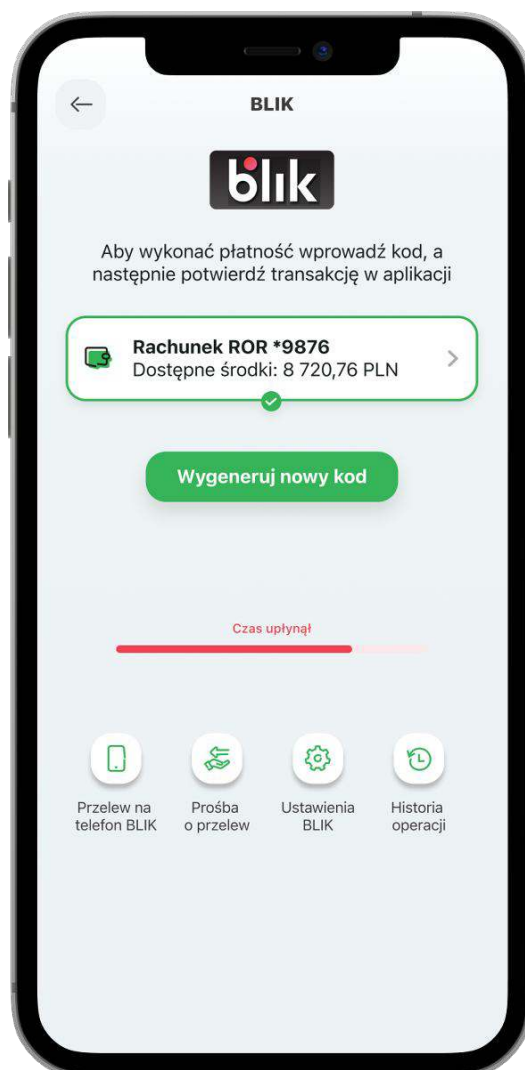 BLIK
blik
Aby wykonać płatność wprowadź kod, a
następnie potwierdź transakcję w aplikacji
Rachunek ROR *9876
Dostępne środki: 8 720,76 PLN
Wygeneruj nowy kod
Czas upłynął
Przelew na
telefon BLIK
Prośba
o przelew
Ustawienia
BLIK
Historia
operacji